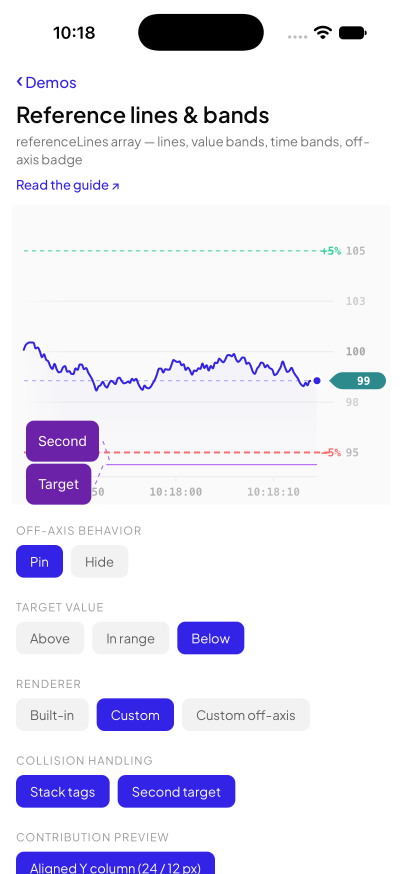 10:18
Demos
Reference lines & bands
referenceLines array — lines, value bands, time bands, off-
axis badge
Read the guide ↗
+5% 105
103
100
99
98
Second
-5% 95
Target
50 10:18:00 10:18:10
OFF-AXIS BEHAVIOR
Pin Hide
TARGET VALUE
Above In range Below
RENDERER
Built-in Custom Custom off-axis
COLLISION HANDLING
Stack tags Second target
CONTRIBUTION PREVIEW
Aligned Y column (24 / 12 px)